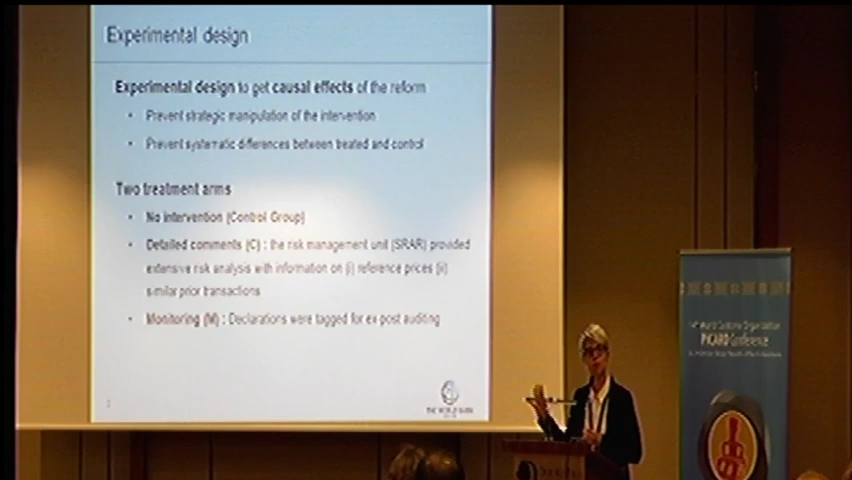 Experimental design
Experimental design to get causal effects of the reform
• Prevent strategic manipulation of the intervention
• Prevent systematic differences between treated and control
Two treatment arms
• No intervention (Control Group)
• Detailed comments (C) : the risk management unit (SRAR) provided
extensive risk analysis with information on (i) reference prices (ii)
similar prior transactions
• Monitoring (M) : Declarations were tagged for ex-post auditing
THE WORLD BANK
World Customs Organization
PICARD Conference